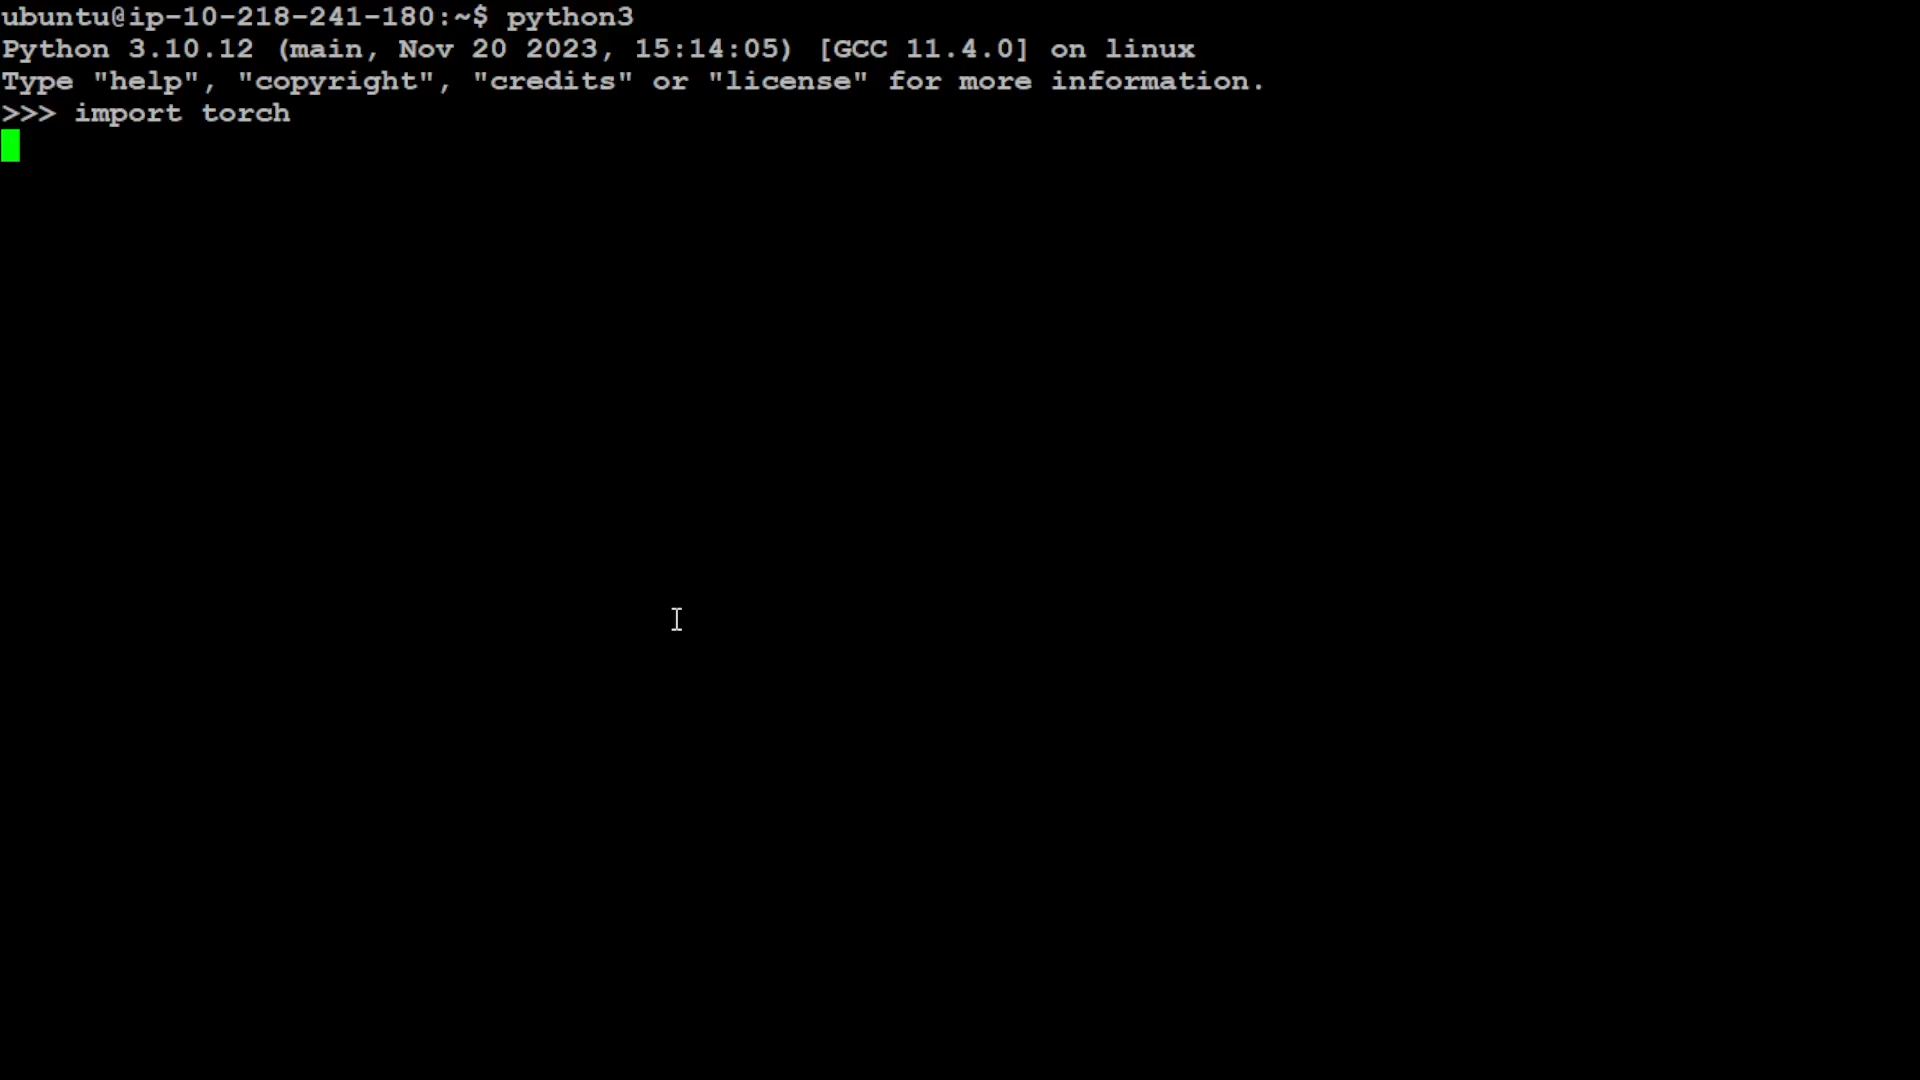 ubuntu@ip-10-218-241-180:~$ python3
Python 3.10.12 (main, Nov 20 2023, 15:14:05) [GCC 11.4.0] on linux
Type "help", "copyright", "credits" or "license" for more information.
>>> import torch